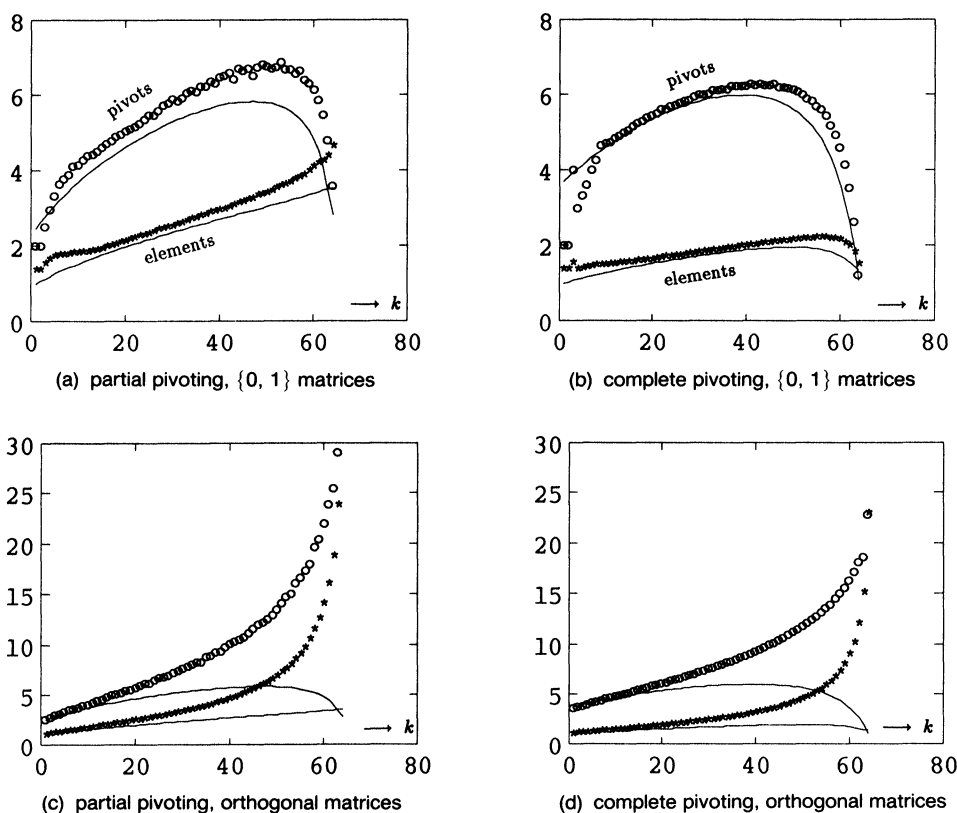 8
6
4
2
0
pivots
elements
→ k
0 20 40 60 80
(a) partial pivoting, {0, 1} matrices
8
6
4
2
0
pivots
elements
→ k
0 20 40 60 80
(b) complete pivoting, {0, 1} matrices
30
25
20
15
10
5
0
→ k
0 20 40 60 80
(c) partial pivoting, orthogonal matrices
30
25
20
15
10
5
0
→ k
0 20 40 60 80
(d) complete pivoting, orthogonal matrices